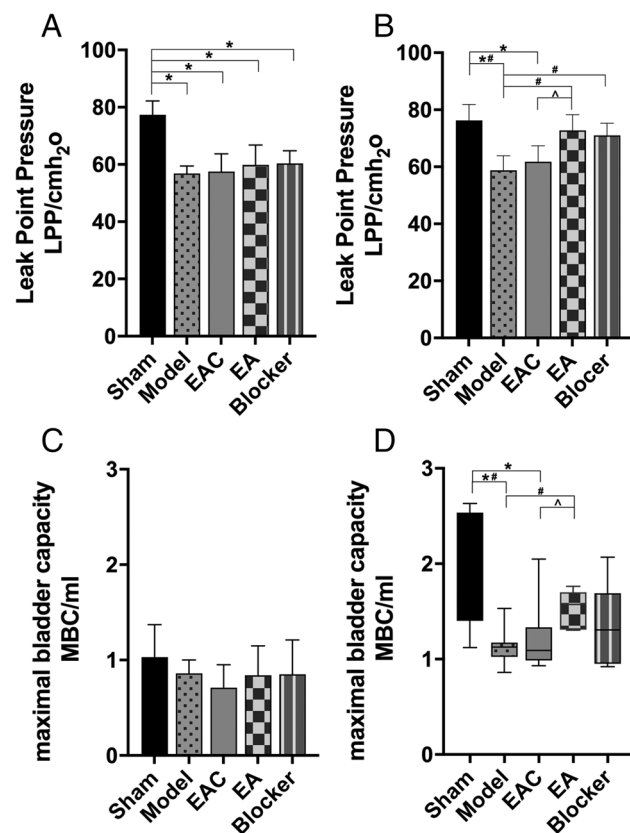 A
Leak Point Pressure
LPP/cmh₂o
100
80
60
40
20
0
*
*
*
*
Sham
Model
EAC
EA
Blocker
B
Leak Point Pressure
LPP/cmh₂o
100
80
60
40
20
0
*
*#
#
#
^
Sham
Model
EAC
EA
Blocer
C
maximal bladder capacity
MBC/ml
3
2
1
0
Sham
Model
EAC
EA
Blocker
D
maximal bladder capacity
MBC/ml
3
2
1
0
*
*#
#
^
Sham
Model
EAC
EA
Blocker